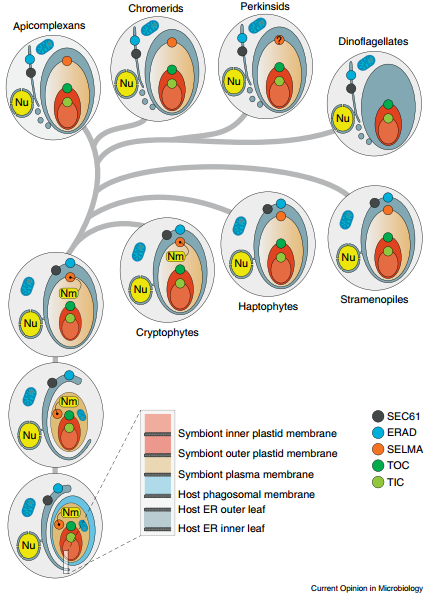 Apicomplexans
Chromerids
Perkinsids
Dinoflagellates
Nu
Nu
?
Nu
Nu
Nm
Nu
Cryptophytes
Nu
Haptophytes
Nu
Stramenopiles
Nm
Nu
Nm
Nu
Nm
Nu
Symbiont inner plastid membrane
Symbiont outer plastid membrane
Symbiont plasma membrane
Host phagosomal membrane
Host ER outer leaf
Host ER inner leaf
SEC61
ERAD
SELMA
TOC
TIC
Current Opinion in Microbiology